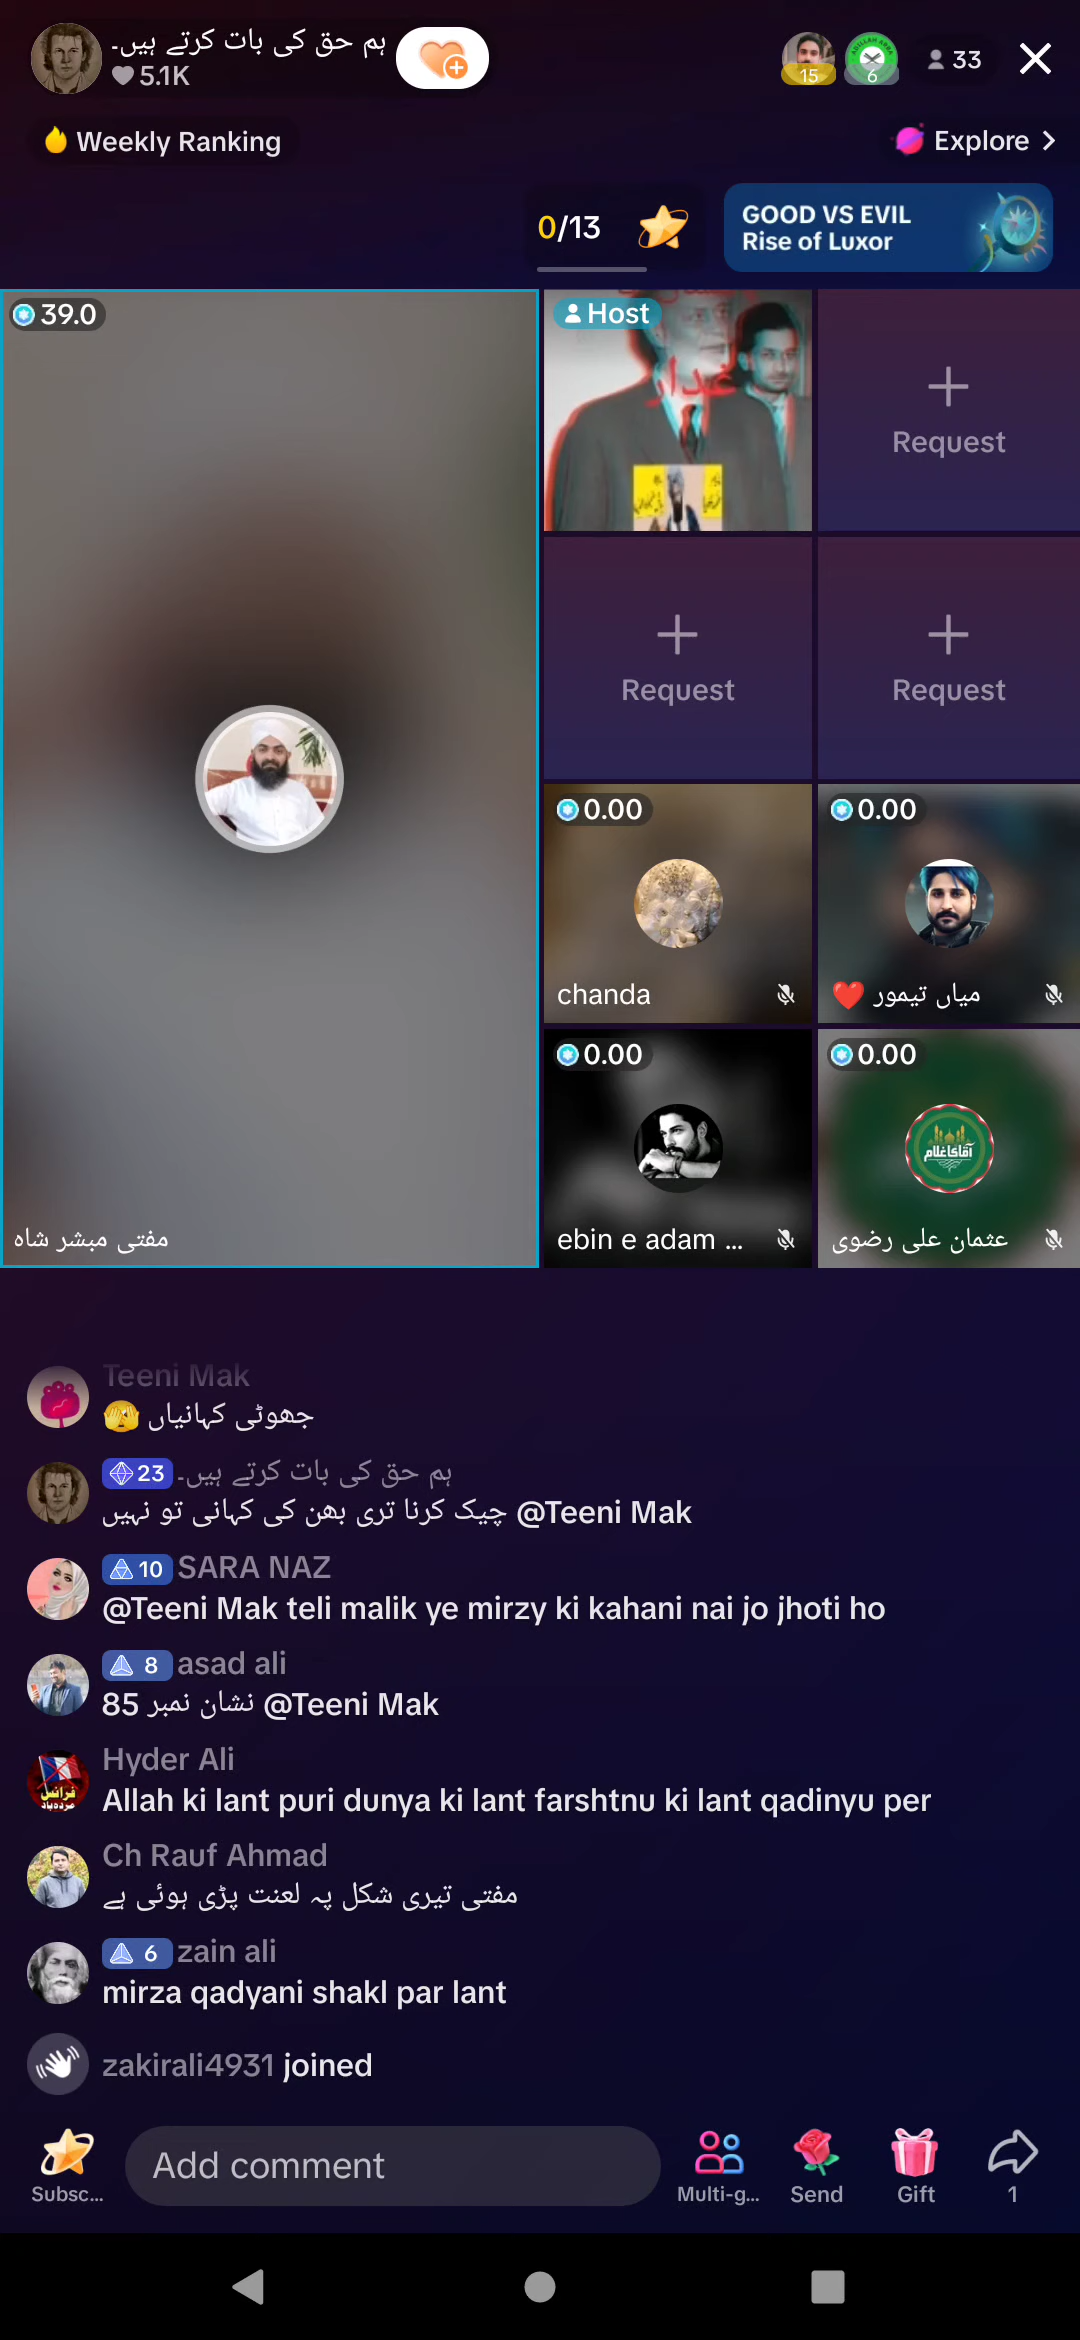 ہم حق کی بات کرتے ہیں۔
5.1K
15
6
33
Weekly Ranking
Explore
0/13
GOOD VS EVIL
Rise of Luxor
39.0
Host
غدار
Request
Request
Request
0.00
chanda
0.00
میاں تیمور ❤️
مفتی مبشر شاہ
0.00
ebin e adam ...
0.00
آقا کا غلام
عثمان علی رضوی
Teeni Mak
جھوٹی کہانیاں 🫣
23 ہم حق کی بات کرتے ہیں۔
@Teeni Mak چیک کرنا تری بھن کی کہانی تو نہیں
10 SARA NAZ
@Teeni Mak teli malik ye mirzy ki kahani nai jo jhoti ho
8 asad ali
@Teeni Mak نشان نمبر 85
Hyder Ali
فرانس
مردہ باد
Allah ki lant puri dunya ki lant farshtnu ki lant qadinyu per
Ch Rauf Ahmad
مفتی تیری شکل پہ لعنت پڑی ہوئی ہے
6 zain ali
mirza qadyani shakl par lant
zakirali4931 joined
Subsc...
Add comment
Multi-g...
Send
Gift
1